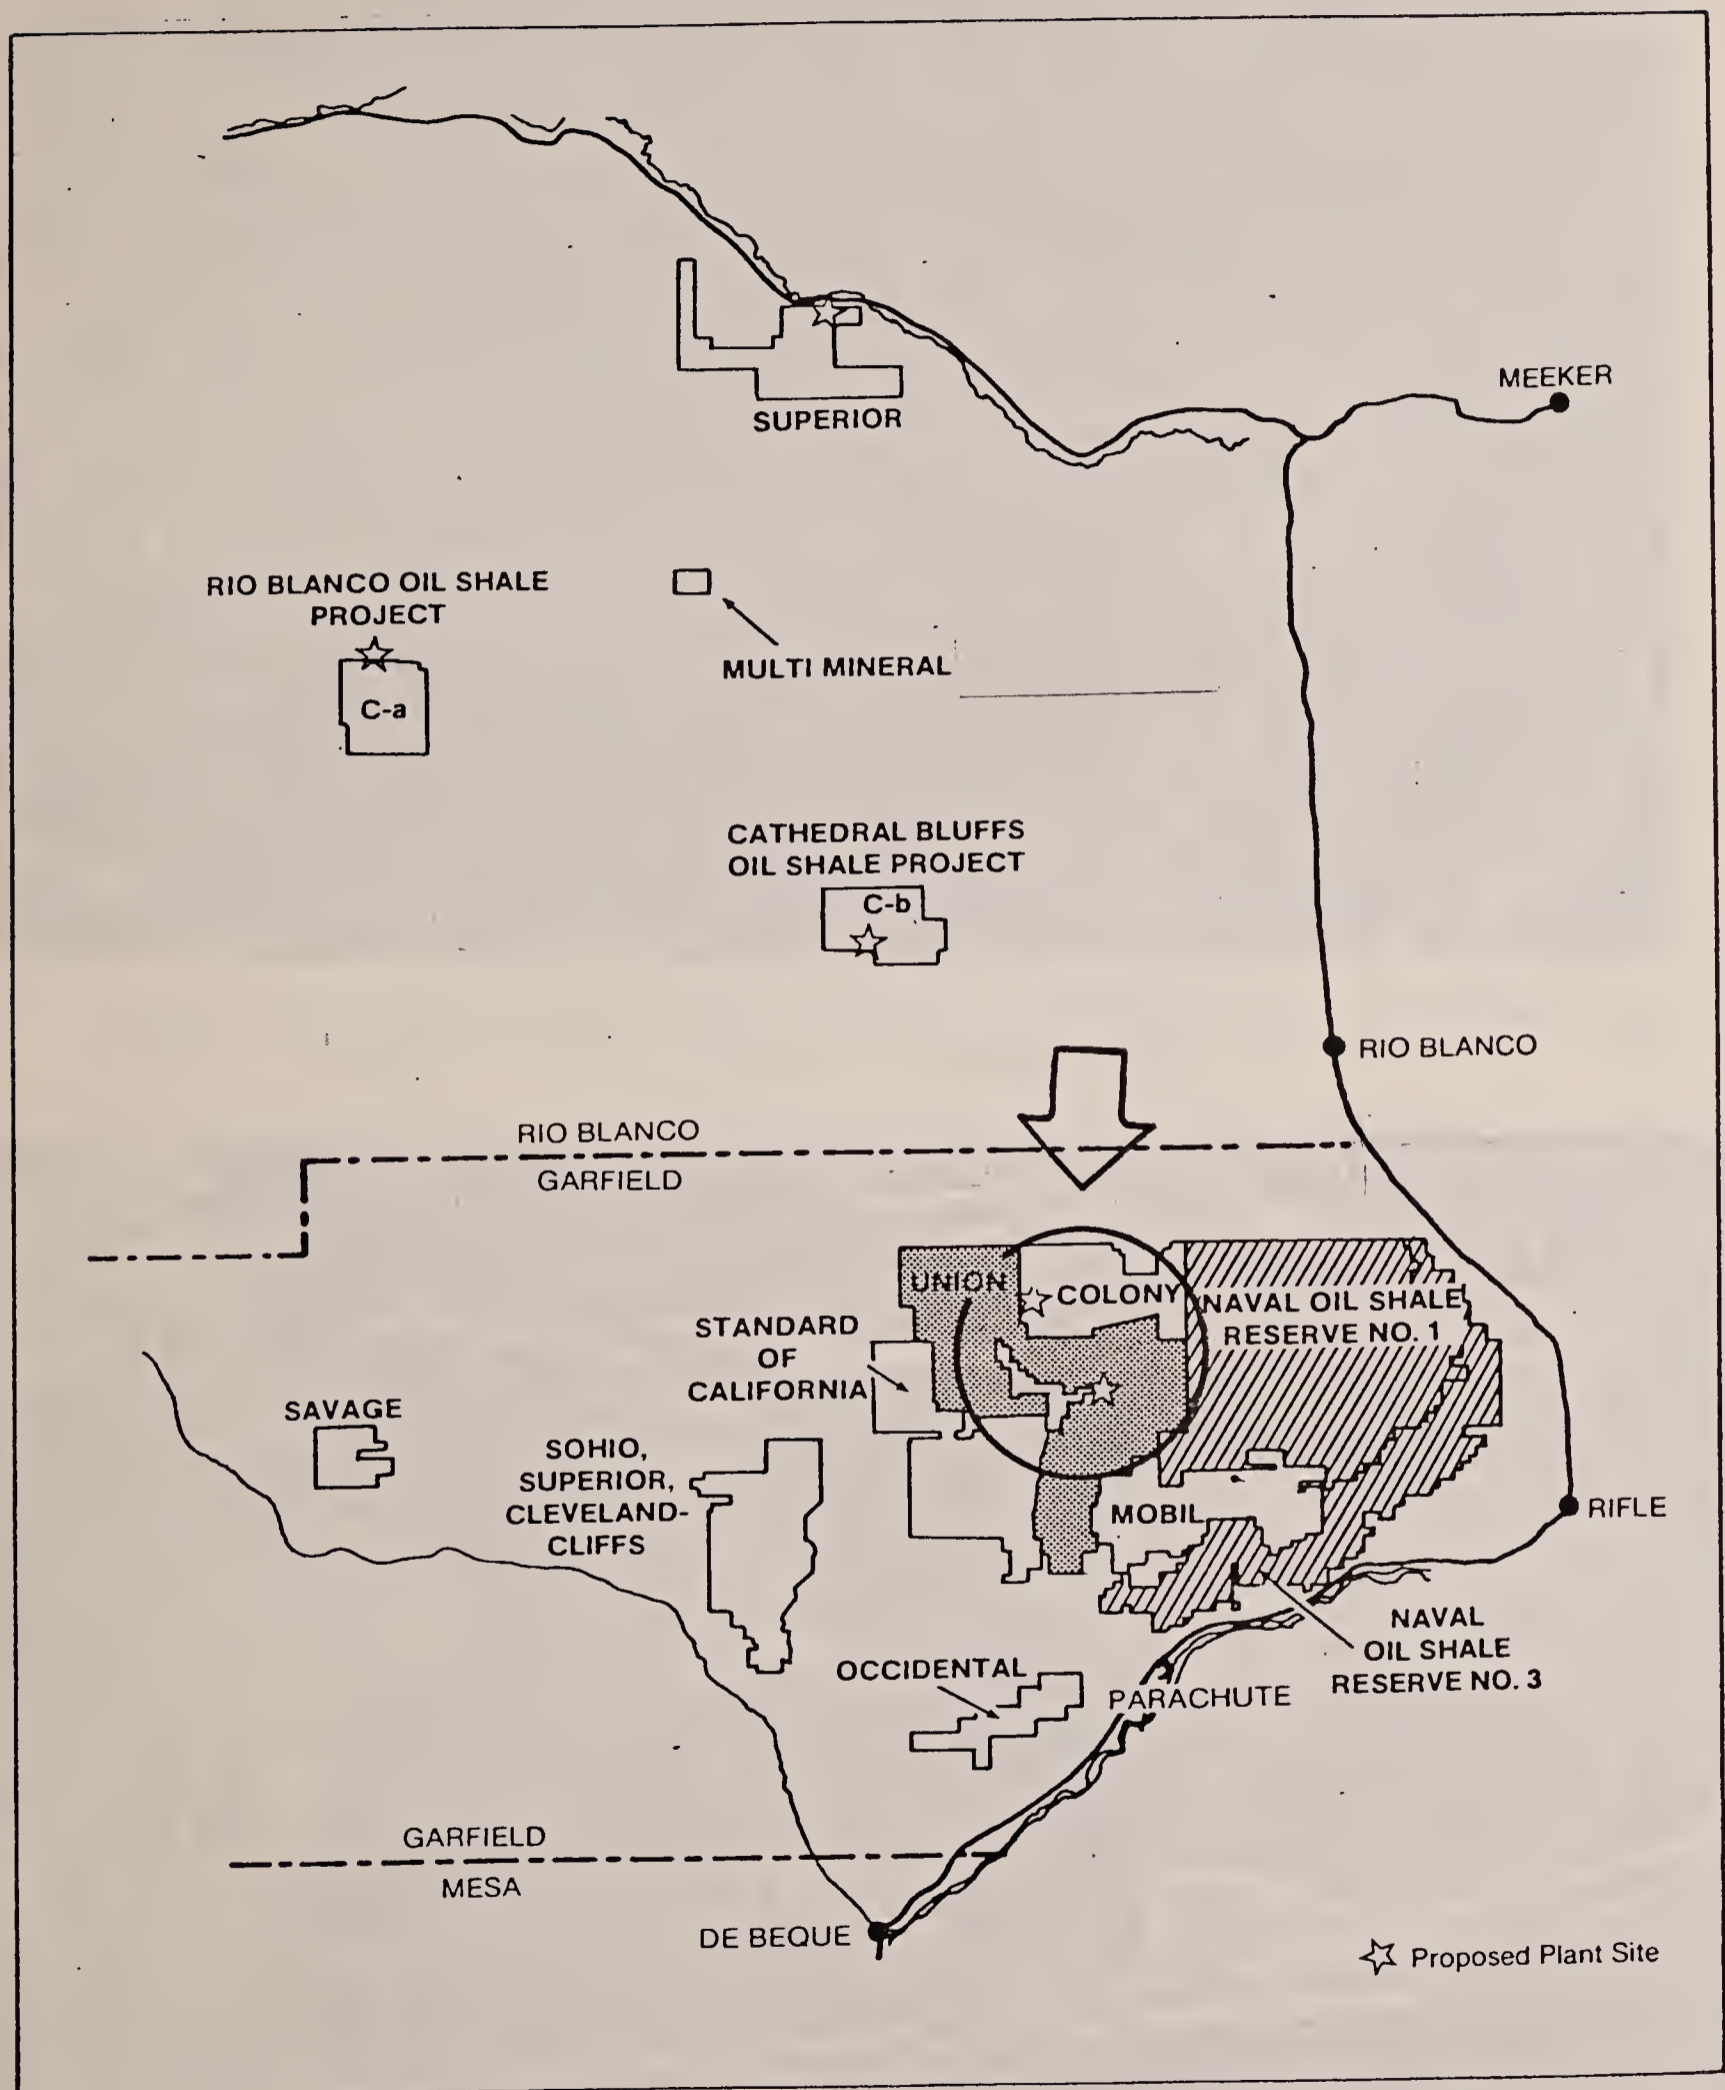 MEEKER
SUPERIOR
RIO BLANCO OIL SHALE
PROJECT
C-a
MULTI MINERAL
CATHEDRAL BLUFFS
OIL SHALE PROJECT
C-b
RIO BLANCO
RIO BLANCO
GARFIELD
UNION
COLONY
NAVAL OIL SHALE
RESERVE NO. 1
STANDARD
OF
CALIFORNIA
SAVAGE
SOHIO,
SUPERIOR,
CLEVELAND-
CLIFFS
MOBIL
RIFLE
NAVAL
OIL SHALE
RESERVE NO. 3
OCCIDENTAL
PARACHUTE
GARFIELD
MESA
DE BEQUE
Proposed Plant Site